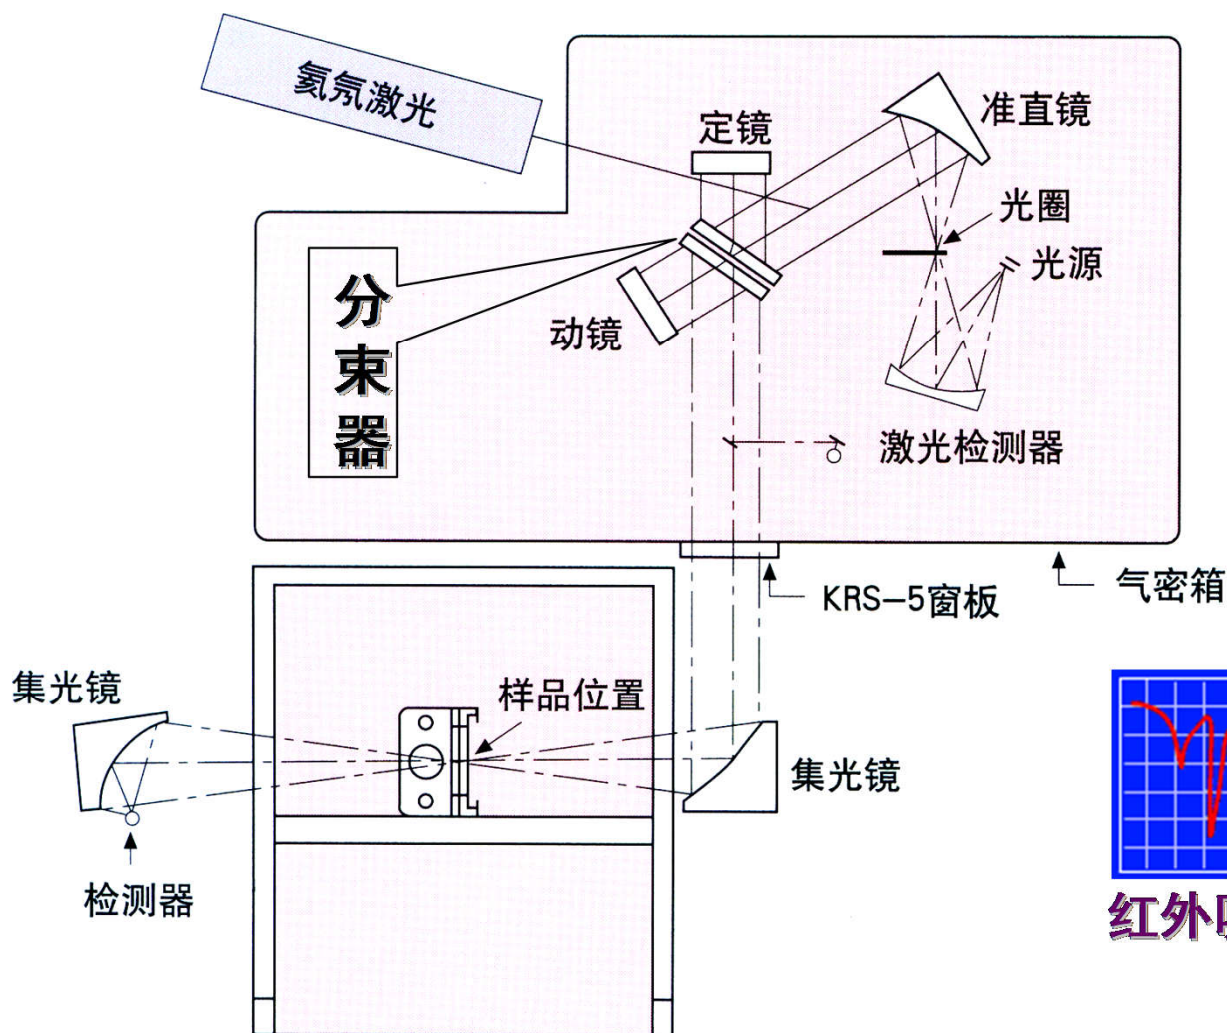 氦氖激光
定镜
准直镜
光圈
光源
分
束
器
动镜
激光检测器
KRS-5窗板
气密箱
集光镜
样品位置
集光镜
检测器
红外